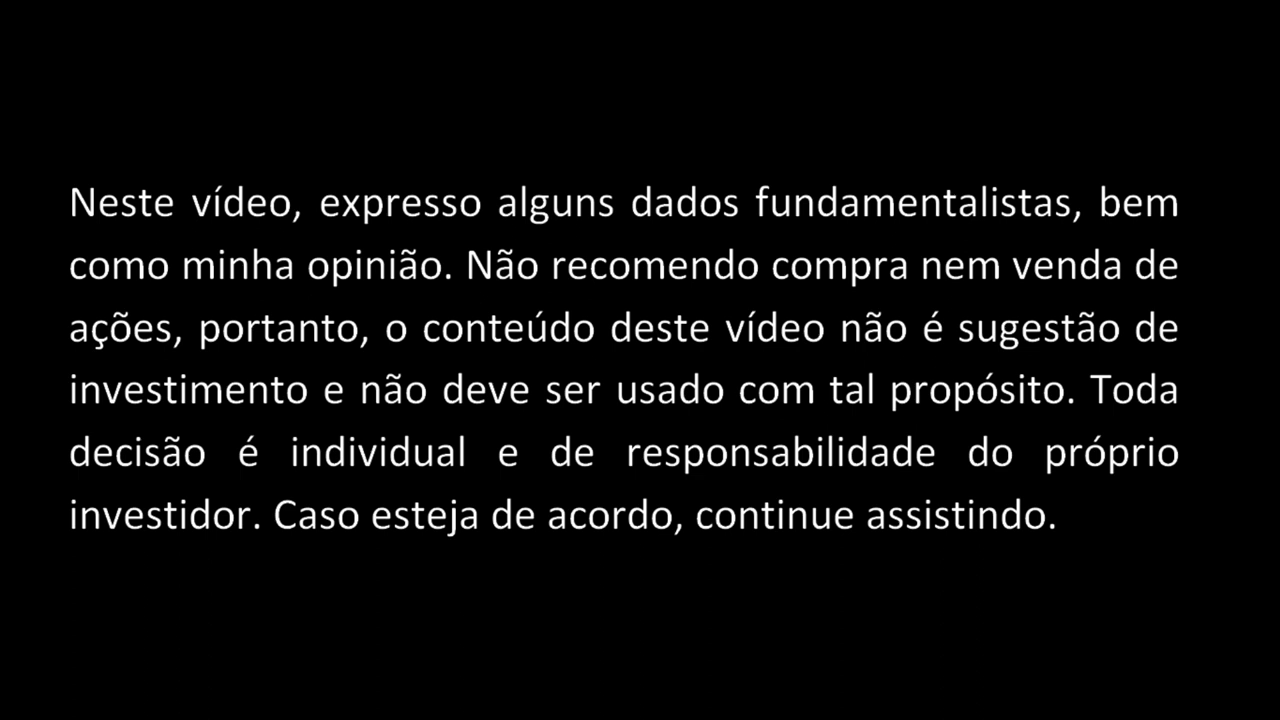 Neste vídeo, expresso alguns dados fundamentalistas, bem
como minha opinião. Não recomendo compra nem venda de
ações, portanto, o conteúdo deste vídeo não é sugestão de
investimento e não deve ser usado com tal propósito. Toda
decisão é individual e de responsabilidade do próprio
investidor. Caso esteja de acordo, continue assistindo.